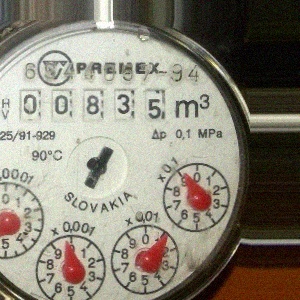 PREMEX
H
V
00835 m³
25/91-929
Δp 0,1 MPa
90°C
SLOVAKIA
x 0,1
x 0,01
x 0,001
0,0001